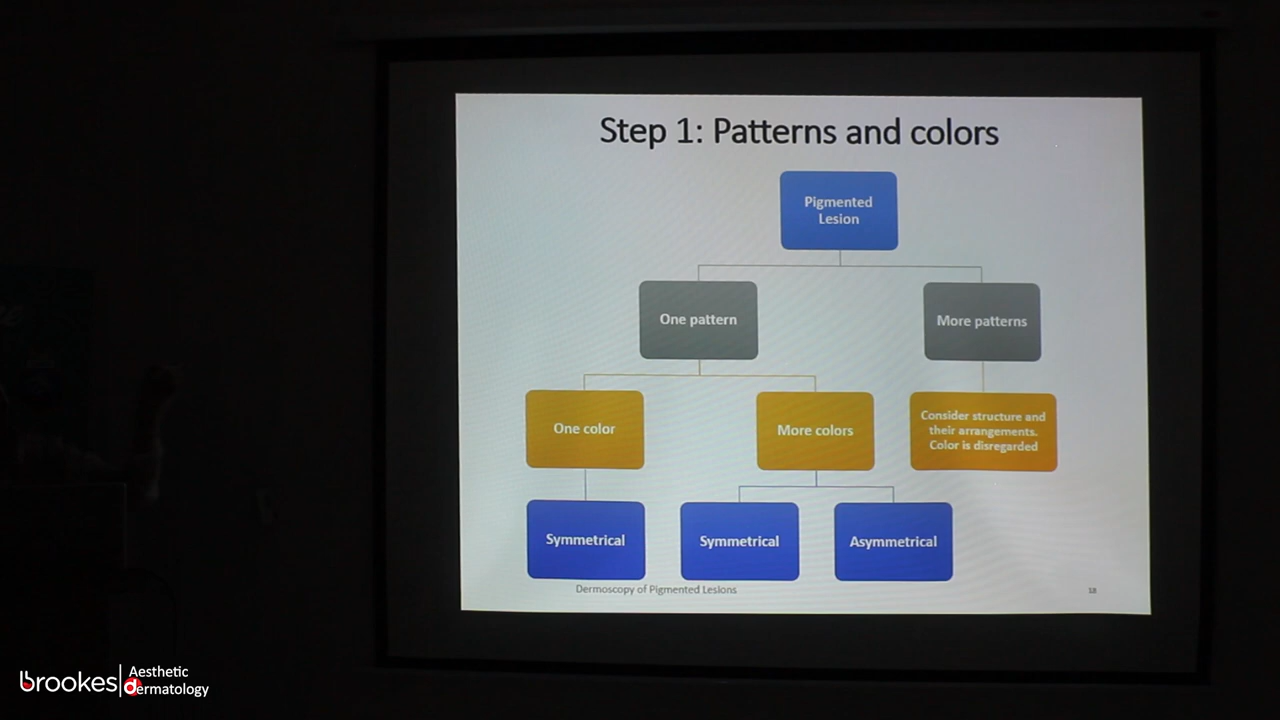 Step 1: Patterns and colors
Pigmented
Lesion
One pattern
More patterns
One color
More colors
Consider structure and
their arrangements.
Color is disregarded
Symmetrical
Symmetrical
Asymmetrical
Dermoscopy of Pigmented Lesions
18
brookes
Aesthetic
dermatology